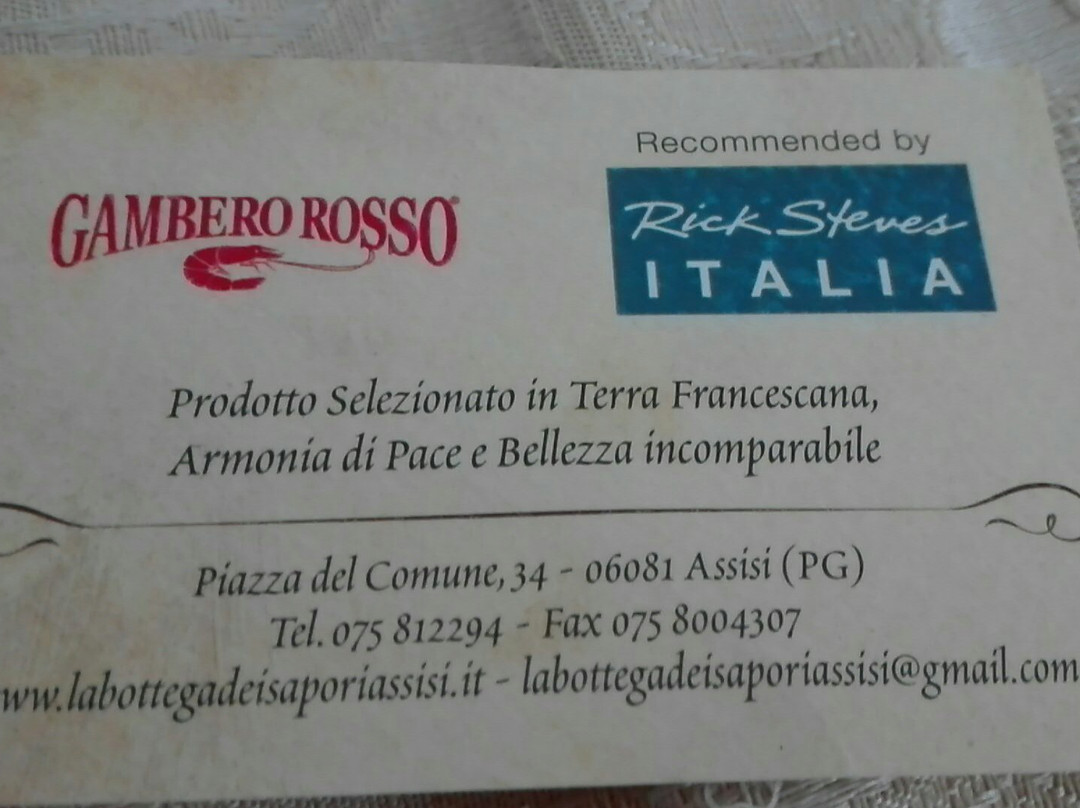 GAMBERO ROSSO®
Recommended by
Rick Steves
ITALIA
Prodotto Selezionato in Terra Francescana,
Armonia di Pace e Bellezza incomparabile
Piazza del Comune, 34 - 06081 Assisi (PG)
Tel. 075 812294 - Fax 075 8004307
ww.labottegadeisaporiassisi.it - labottegadeisaporiassisi@gmail.com